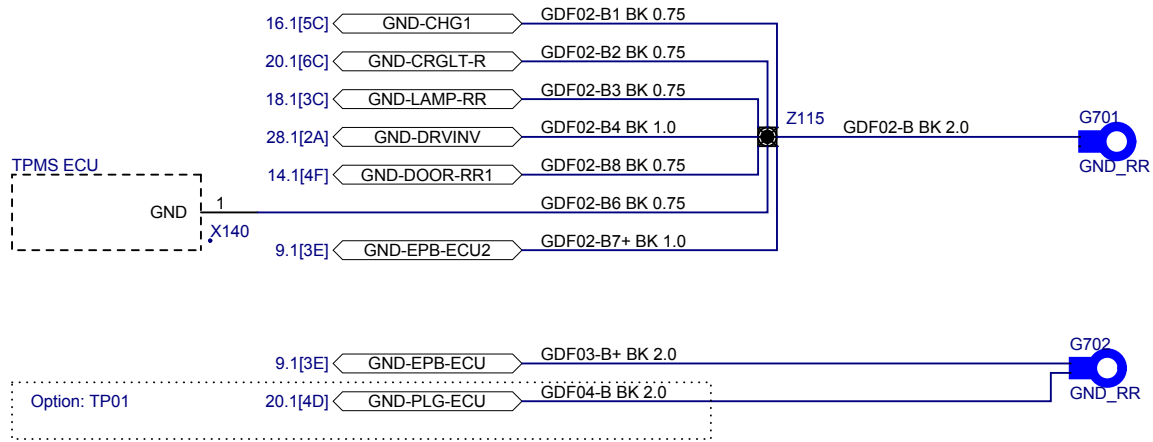 16.1[5C] GND-CHG1 GDF02-B1 BK 0.75
20.1[6C] GND-CRGLT-R GDF02-B2 BK 0.75
18.1[3C] GND-LAMP-RR GDF02-B3 BK 0.75
28.1[2A] GND-DRVINV GDF02-B4 BK 1.0
Z115
GDF02-B BK 2.0
G701
GND_RR
14.1[4F] GND-DOOR-RR1 GDF02-B8 BK 0.75
TPMS ECU
GND 1 GDF02-B6 BK 0.75
X140
9.1[3E] GND-EPB-ECU2 GDF02-B7+ BK 1.0
9.1[3E] GND-EPB-ECU GDF03-B+ BK 2.0
G702
GND_RR
Option: TP01 20.1[4D] GND-PLG-ECU GDF04-B BK 2.0